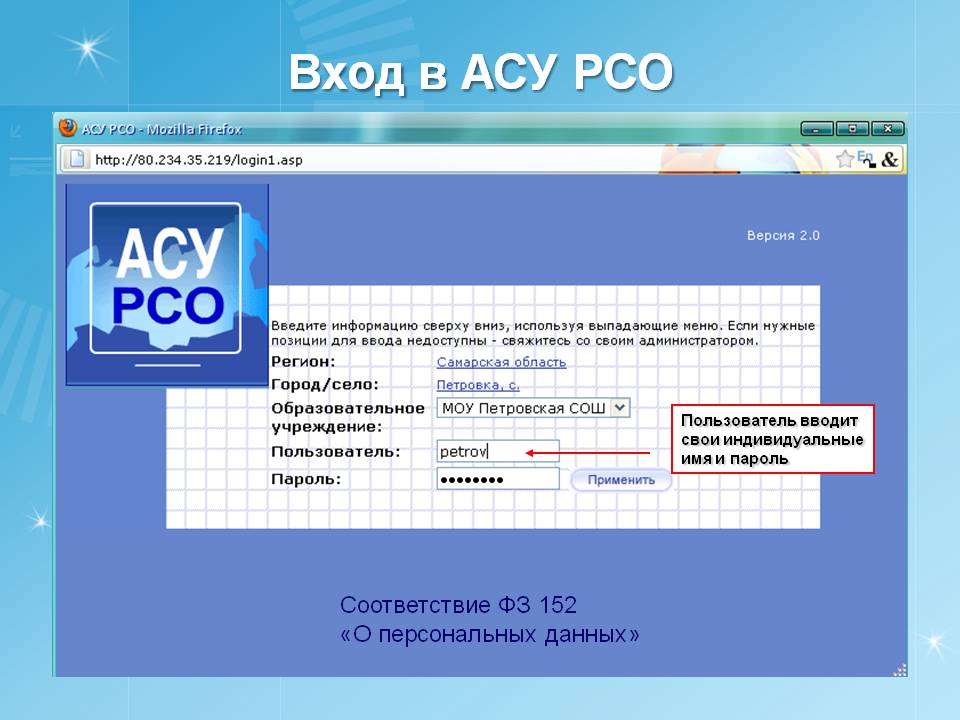 Вход в АСУ РСО
АСУ РСО - Mozilla Firefox
http://80.234.35.219/login1.asp
En
&
АСУ
РСО
Версия 2.0
Введите информацию сверху вниз, используя выпадающие меню. Если нужные
позиции для ввода недоступны - свяжитесь со своим администратором.
Регион: Самарская область
Город/село: Петровка, с.
Образовательное МОУ Петровская СОШ
учреждение:
Пользователь: petrov
Пароль: ●●●●●●●● Применить
Пользователь вводит
свои индивидуальные
имя и пароль
Соответствие ФЗ 152
«О персональных данных»